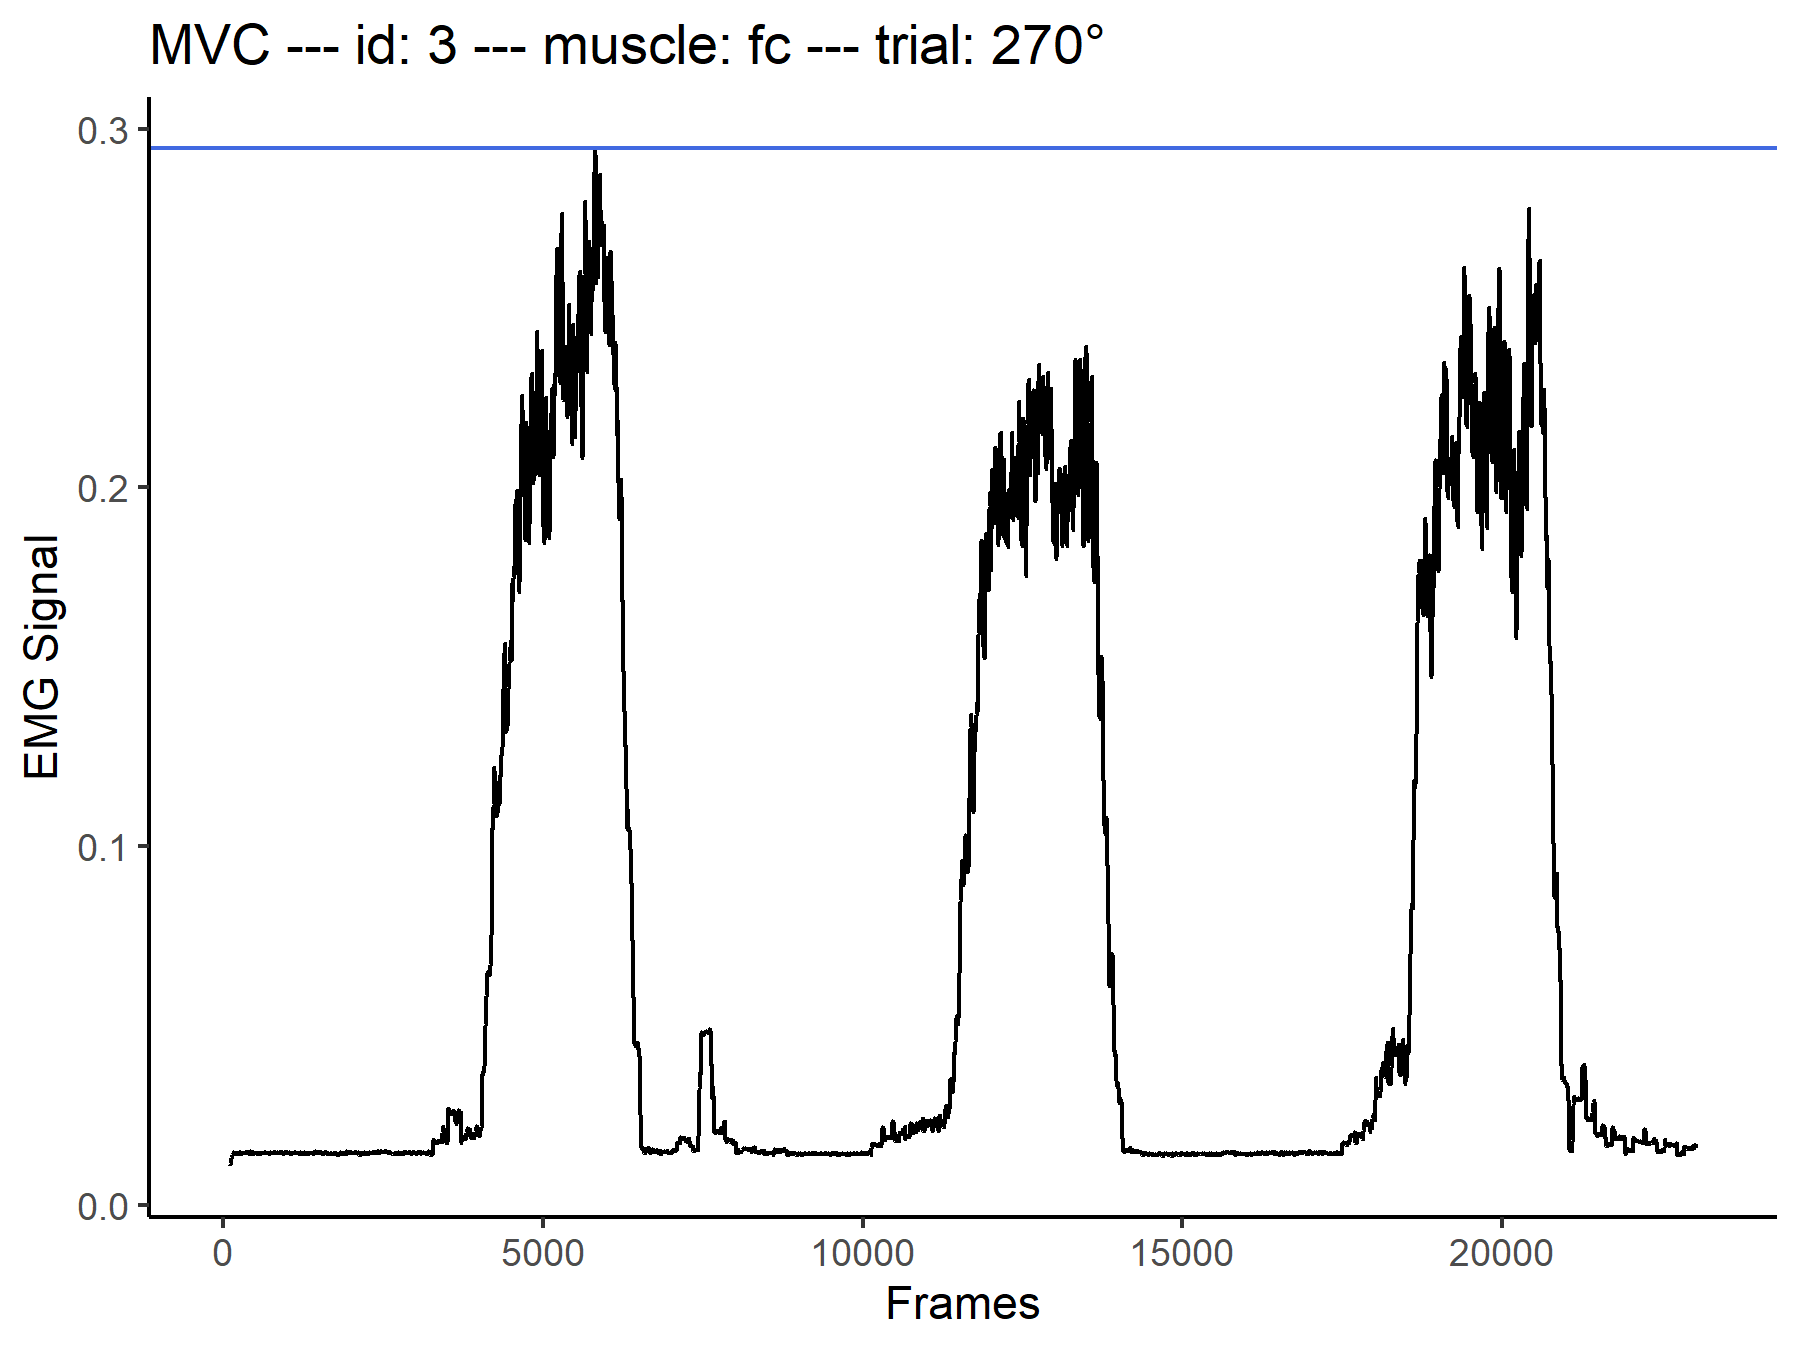 MVC --- id: 3 --- muscle: fc --- trial: 270°
0.3
0.2
0.1
0.0
EMG Signal
0 5000 10000 15000 20000
Frames